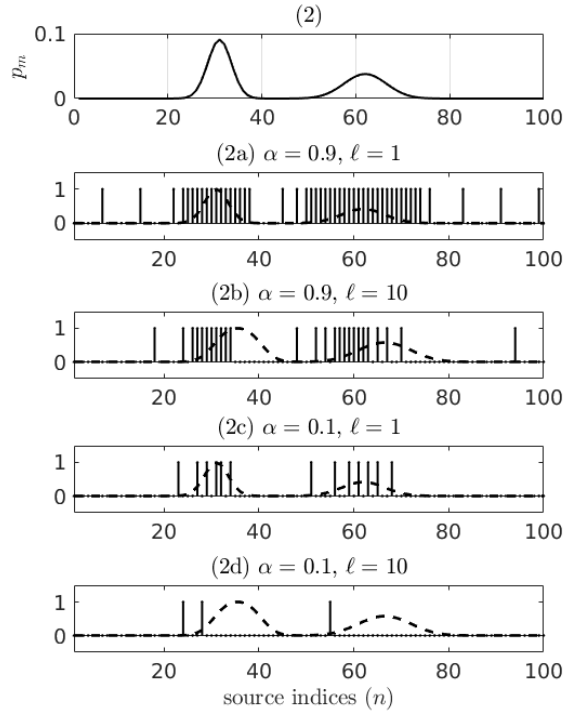 (2)
0.1
p_m
0
0 20 40 60 80 100
(2a) α = 0.9, ℓ = 1
1
0
20 40 60 80 100
(2b) α = 0.9, ℓ = 10
1
0
20 40 60 80 100
(2c) α = 0.1, ℓ = 1
1
0
20 40 60 80 100
(2d) α = 0.1, ℓ = 10
1
0
20 40 60 80 100
source indices (n)